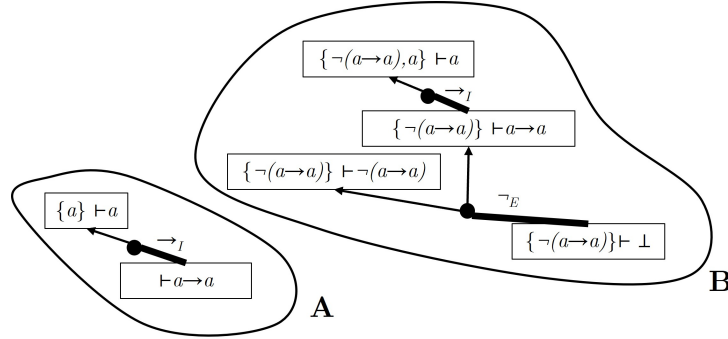 {¬(a→a),a} ⊢a
→I
{¬(a→a)} ⊢a→a
{¬(a→a)} ⊢¬(a→a)
¬E
{¬(a→a)}⊢ ⊥
B
{a} ⊢a
→I
⊢a→a
A